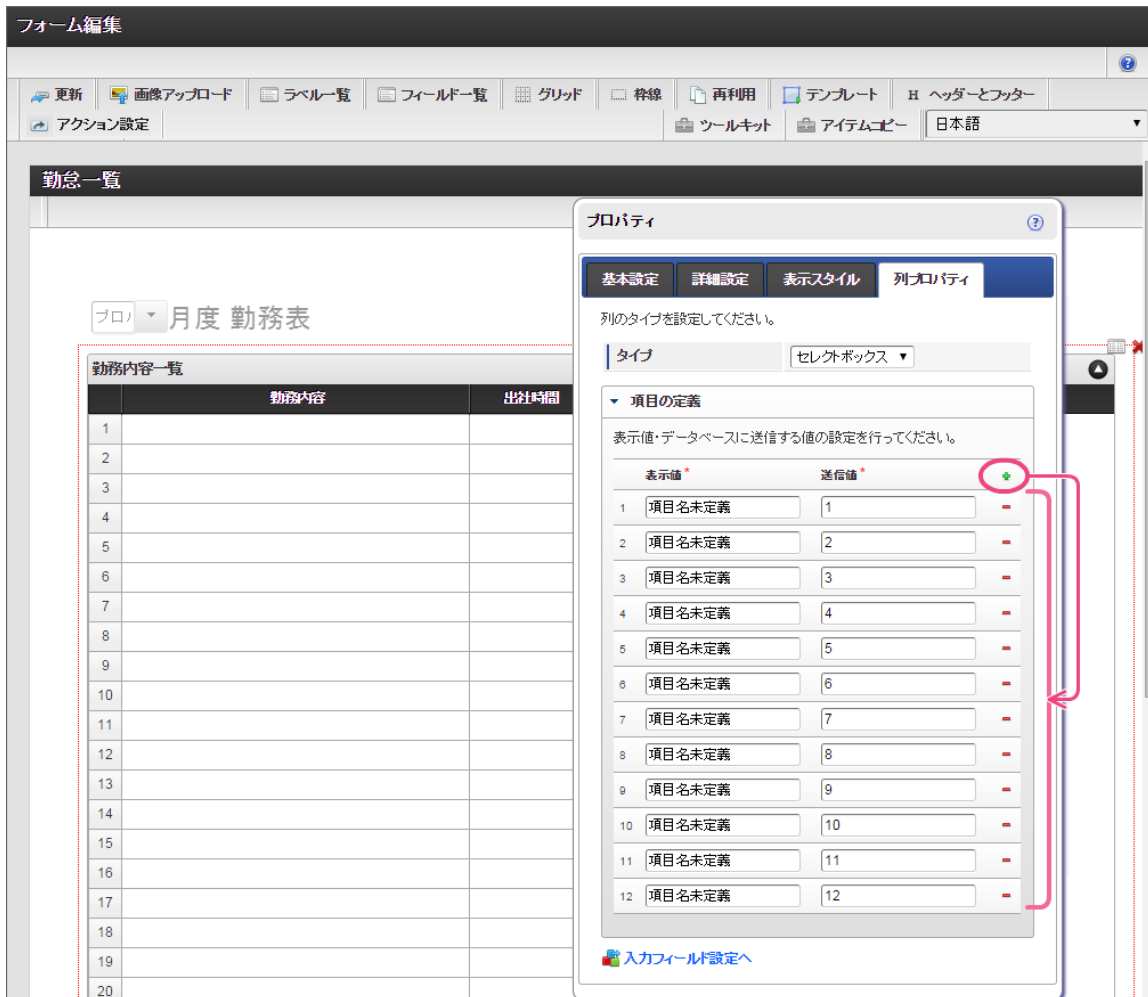 フォーム編集
更新 画像アップロード ラベル一覧 フィールド一覧 グリッド 枠線 再利用 テンプレート H ヘッダーとフッター
アクション設定 ツールキット アイテムコピー 日本語
勤怠一覧
プロパティ
基本設定 詳細設定 表示スタイル 列プロパティ
列のタイプを設定してください。
月度 勤務表
タイプ セレクトボックス
勤務内容一覧
勤務内容 出社時間
項目の定義
表示値・データベースに送信する値の設定を行ってください。
表示値* 送信値*
1 項目名未定義 1
2 項目名未定義 2
3 項目名未定義 3
4 項目名未定義 4
5 項目名未定義 5
6 項目名未定義 6
7 項目名未定義 7
8 項目名未定義 8
9 項目名未定義 9
10 項目名未定義 10
11 項目名未定義 11
12 項目名未定義 12
入力フィールド設定へ
1
2
3
4
5
6
7
8
9
10
11
12
13
14
15
16
17
18
19
20